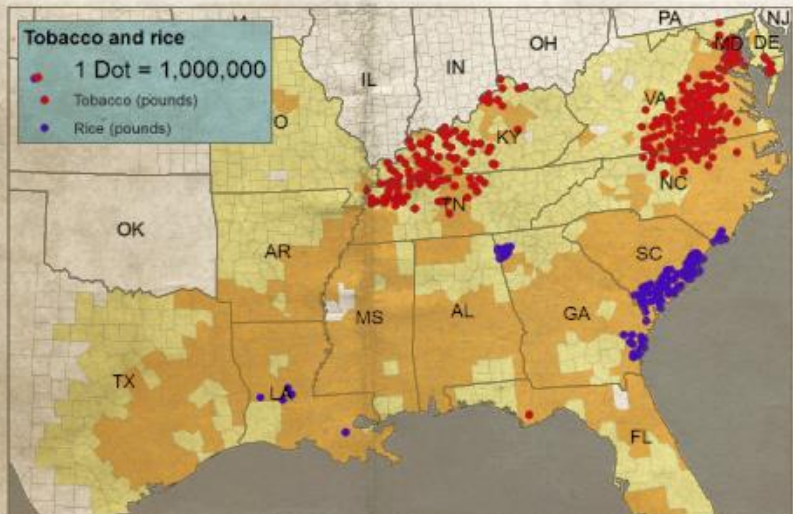 Tobacco and rice
1 Dot = 1,000,000
Tobacco (pounds)
Rice (pounds)
PA
NJ
OH
MD
DE
IL
IN
VA
KY
NC
TN
OK
AR
SC
MS
AL
GA
TX
LA
FL